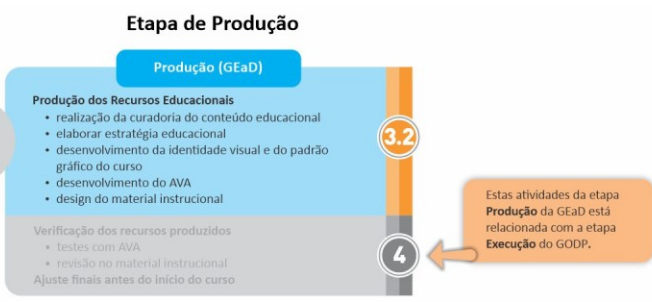 Etapa de Produção
Produção (GEaD)
Produção dos Recursos Educacionais
• realização da curadoria do conteúdo educacional
• elaborar estratégia educacional
• desenvolvimento da identidade visual e do padrão
gráfico do curso
• desenvolvimento do AVA
• design do material instrucional
3.2
Verificação dos recursos produzidos
• testes com AVA
• revisão no material instrucional
Ajuste finais antes do início do curso
4
Estas atividades da etapa
Produção da GEaD está
relacionada com a etapa
Execução do GODP.